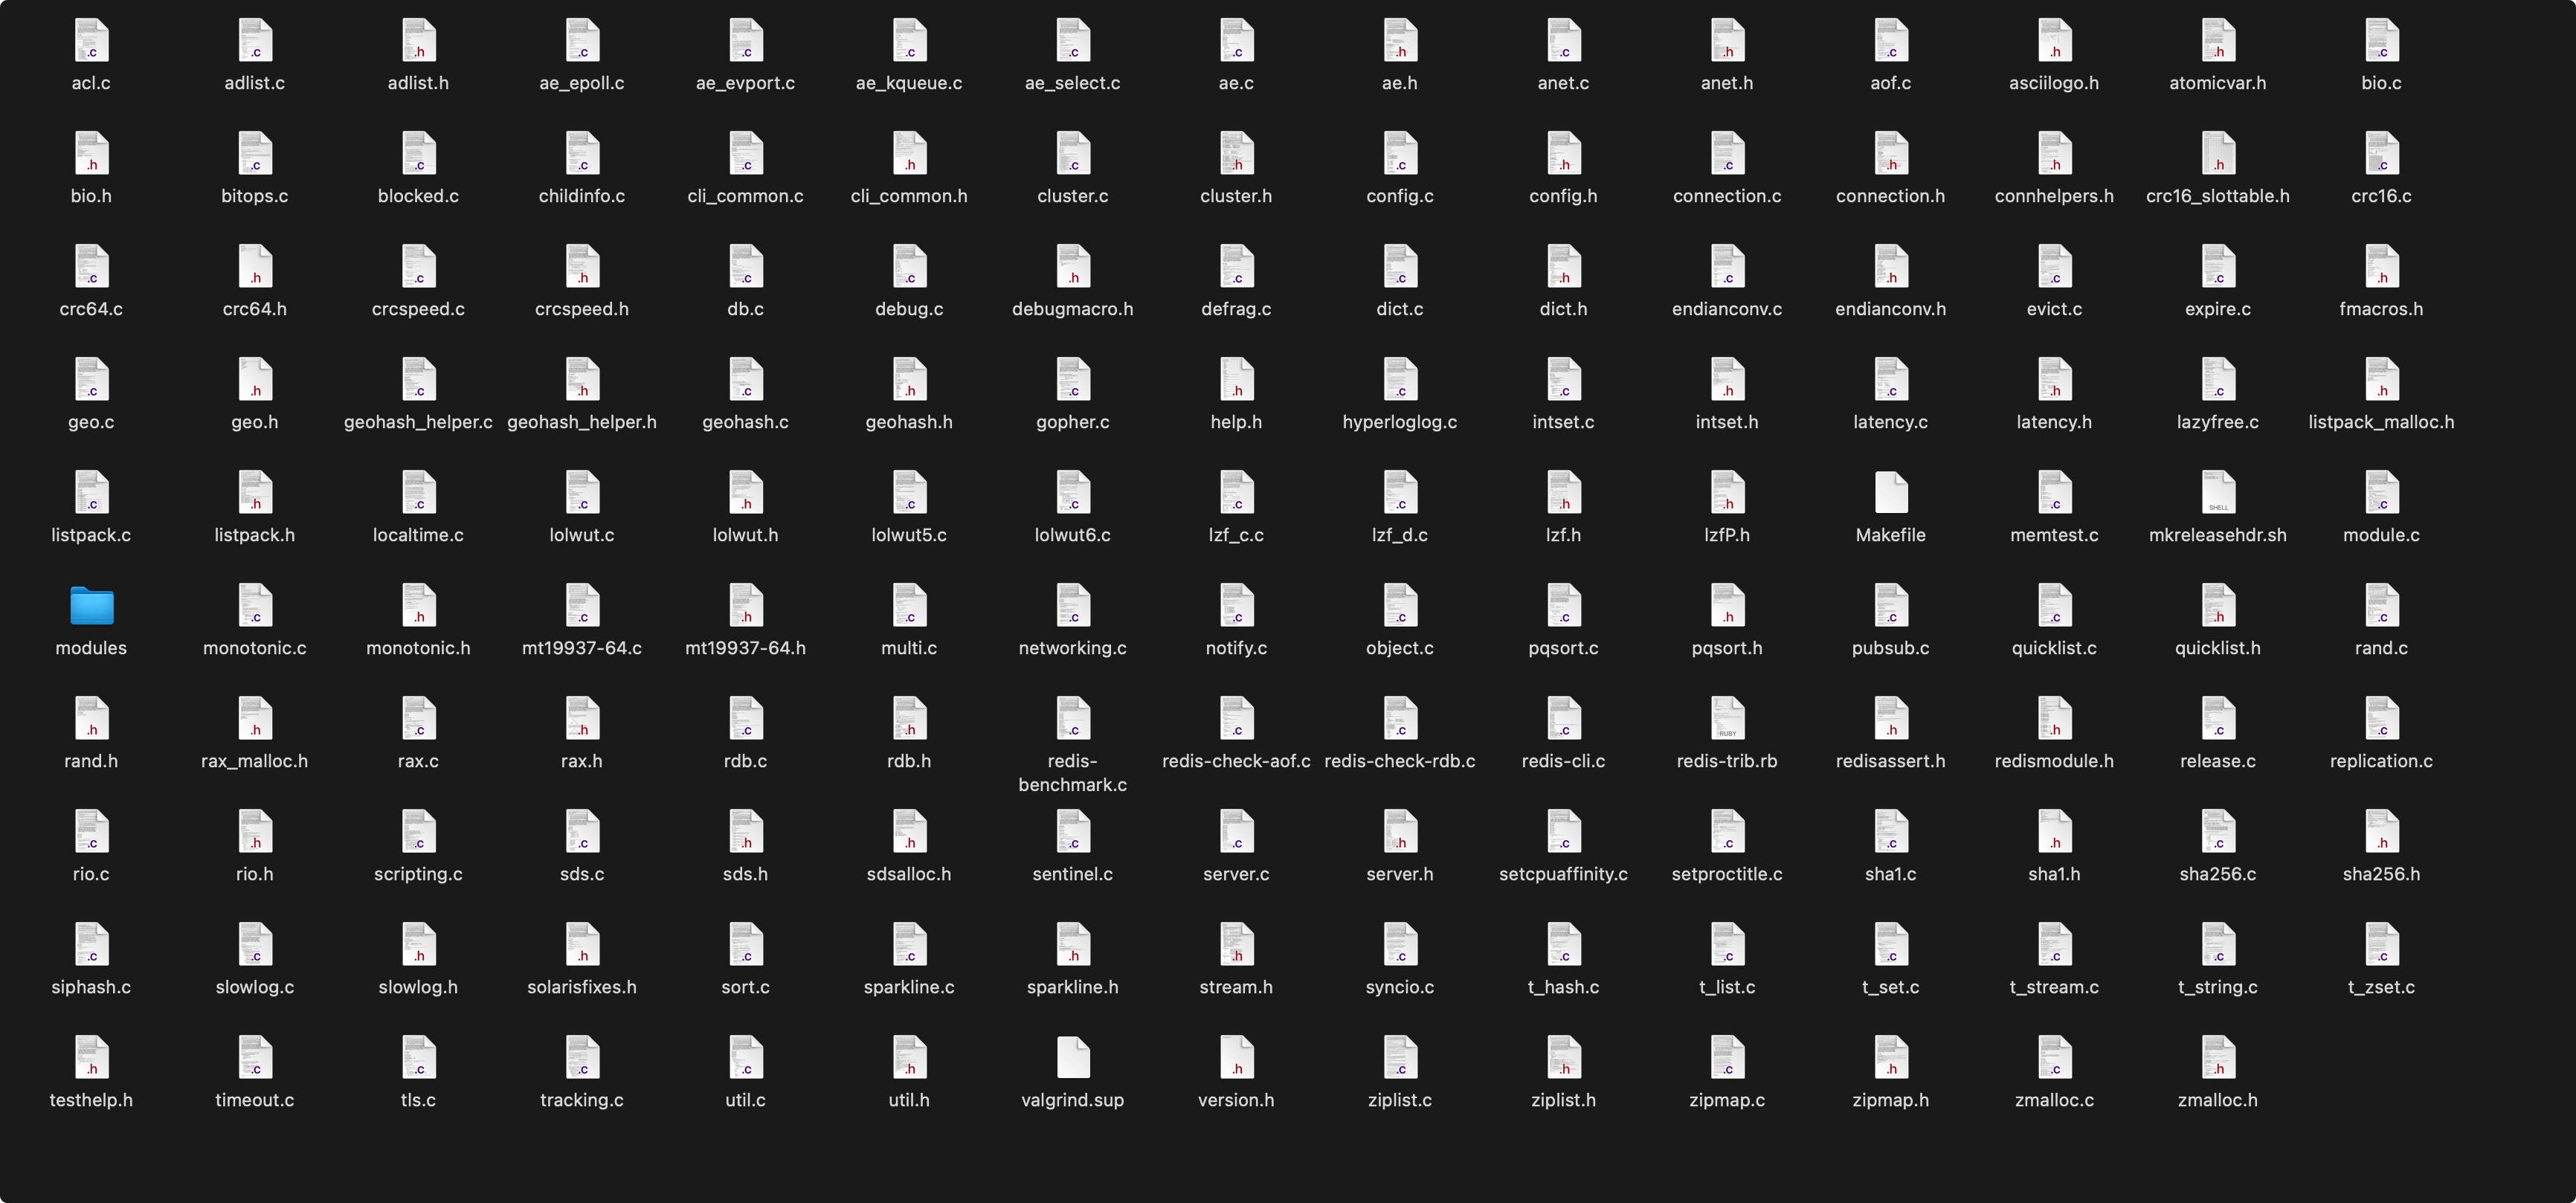 acl.c adlist.c adlist.h ae_epoll.c ae_evport.c ae_kqueue.c ae_select.c ae.c ae.h anet.c anet.h aof.c asciilogo.h atomicvar.h bio.c
bio.h bitops.c blocked.c childinfo.c cli_common.c cli_common.h cluster.c cluster.h config.c config.h connection.c connection.h connhelpers.h crc16_slottable.h crc16.c
crc64.c crc64.h crcspeed.c crcspeed.h db.c debug.c debugmacro.h defrag.c dict.c dict.h endianconv.c endianconv.h evict.c expire.c fmacros.h
geo.c geo.h geohash_helper.c geohash_helper.h geohash.c geohash.h gopher.c help.h hyperloglog.c intset.c intset.h latency.c latency.h lazyfree.c listpack_malloc.h
SHELL
listpack.c listpack.h localtime.c lolwut.c lolwut.h lolwut5.c lolwut6.c lzf_c.c lzf_d.c lzf.h lzfP.h Makefile memtest.c mkreleasehdr.sh module.c
modules monotonic.c monotonic.h mt19937-64.c mt19937-64.h multi.c networking.c notify.c object.c pqsort.c pqsort.h pubsub.c quicklist.c quicklist.h rand.c
RUBY
rand.h rax_malloc.h rax.c rax.h rdb.c rdb.h redis- redis-check-aof.c redis-check-rdb.c redis-cli.c redis-trib.rb redisassert.h redismodule.h release.c replication.c
benchmark.c
rio.c rio.h scripting.c sds.c sds.h sdsalloc.h sentinel.c server.c server.h setcpuaffinity.c setproctitle.c sha1.c sha1.h sha256.c sha256.h
siphash.c slowlog.c slowlog.h solarisfixes.h sort.c sparkline.c sparkline.h stream.h syncio.c t_hash.c t_list.c t_set.c t_stream.c t_string.c t_zset.c
testhelp.h timeout.c tls.c tracking.c util.c util.h valgrind.sup version.h ziplist.c ziplist.h zipmap.c zipmap.h zmalloc.c zmalloc.h